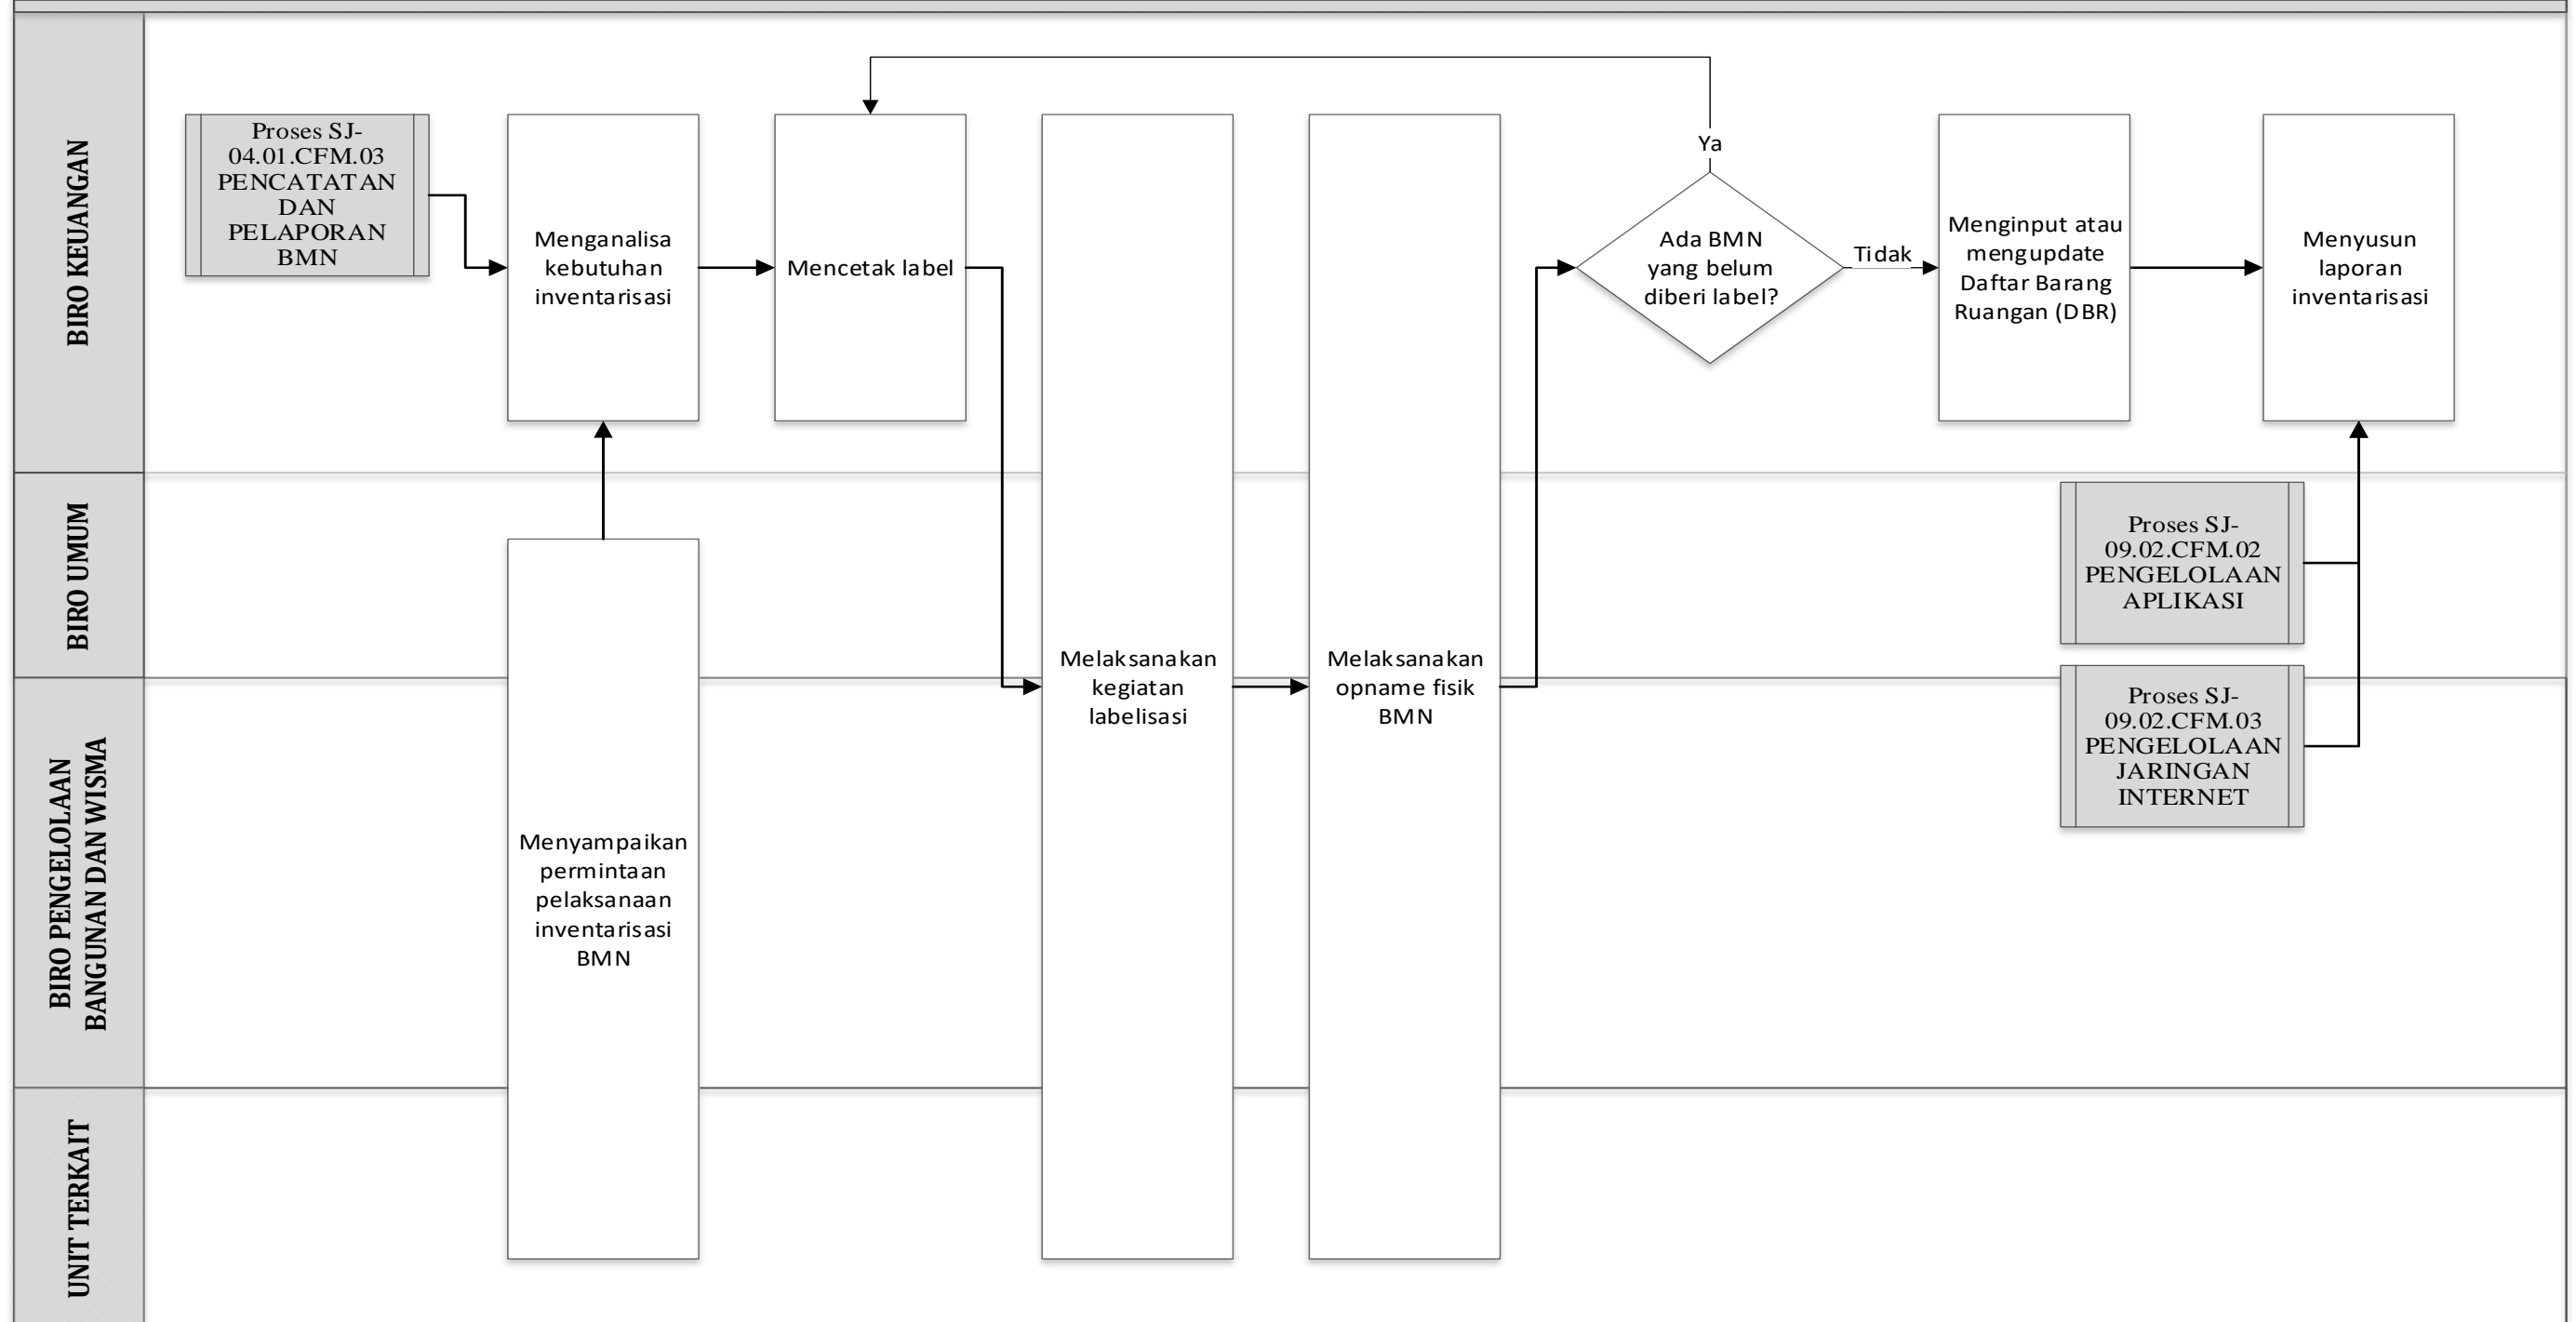 BIRO KEUANGAN
Proses SJ-
04.01.CFM.03
PENCATATAN
DAN
PELAPORAN
BMN
Menganalisa
kebutuhan
inventarisasi
Mencetak label
Ya
Ada BMN
yang belum
diberi label?
Tidak
Menginput atau
mengupdate
Daftar Barang
Ruangan (DBR)
Menyusun
laporan
inventarisasi
BIRO UMUM
Proses SJ-
09.02.CFM.02
PENGELOLAAN
APLIKASI
Melaksanakan
kegiatan
labelisasi
Melaksanakan
opname fisik
BMN
BIRO PENGELOLAAN
BANGUNAN DAN WISMA
Proses SJ-
09.02.CFM.03
PENGELOLAAN
JARINGAN
INTERNET
Menyampaikan
permintaan
pelaksanaan
inventarisasi
BMN
UNIT TERKAIT